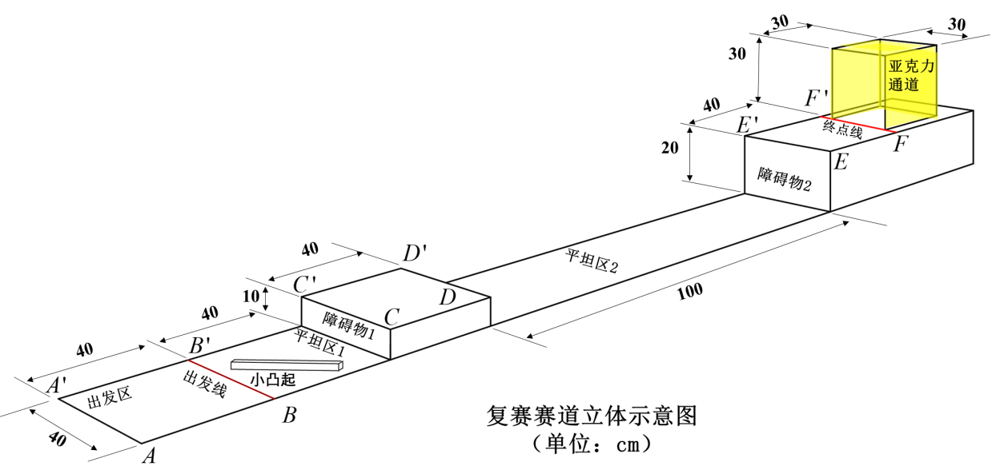 30
30
30
亚克力
通道
F'
40
E'
终点线
F
20
E
障碍物2
40
D'
C'
平坦区2
10
D
40
C
100
障碍物1
40
B'
平坦区1
A'
出发区
出发线
小凸起
B
40
A
复赛赛道立体示意图
（单位：cm）